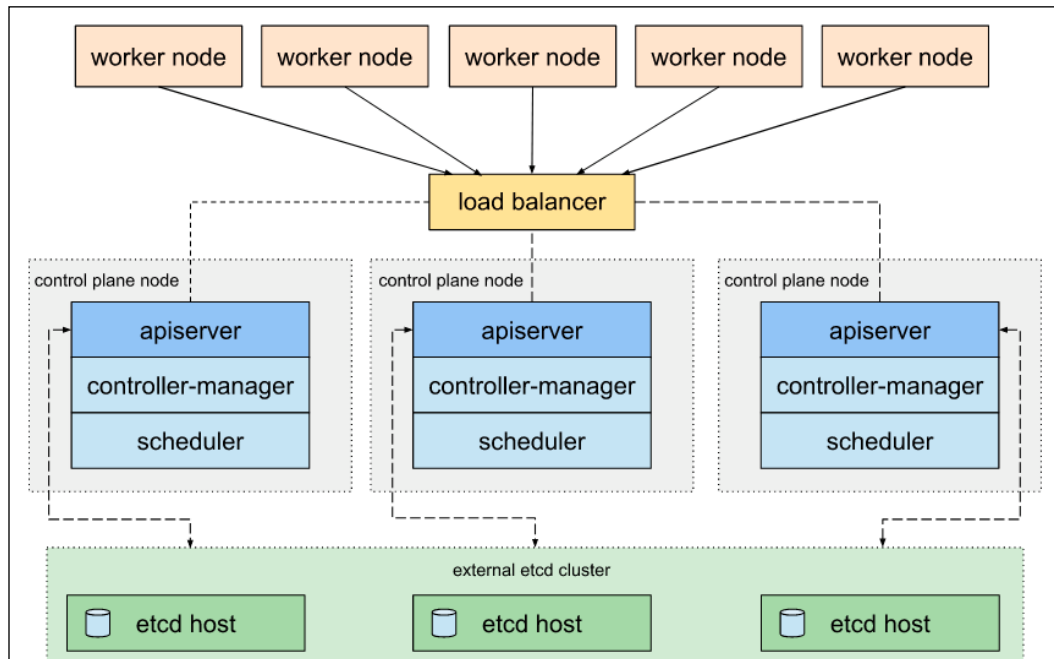 worker node
worker node
worker node
worker node
worker node
load balancer
control plane node
control plane node
control plane node
apiserver
apiserver
apiserver
controller-manager
controller-manager
controller-manager
scheduler
scheduler
scheduler
external etcd cluster
etcd host
etcd host
etcd host